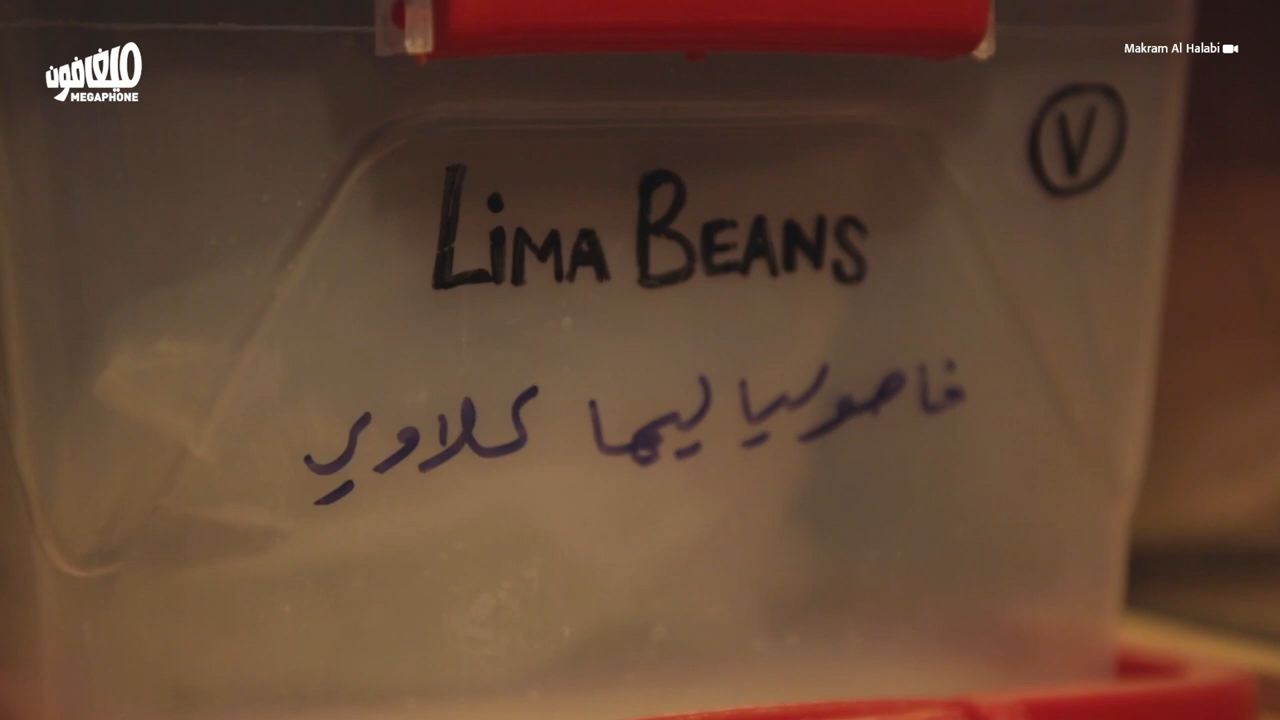 ميغافون
MEGAPHONE
Makram Al Halabi
V
LIMA BEANS
فاصوليا ليما كلاوي